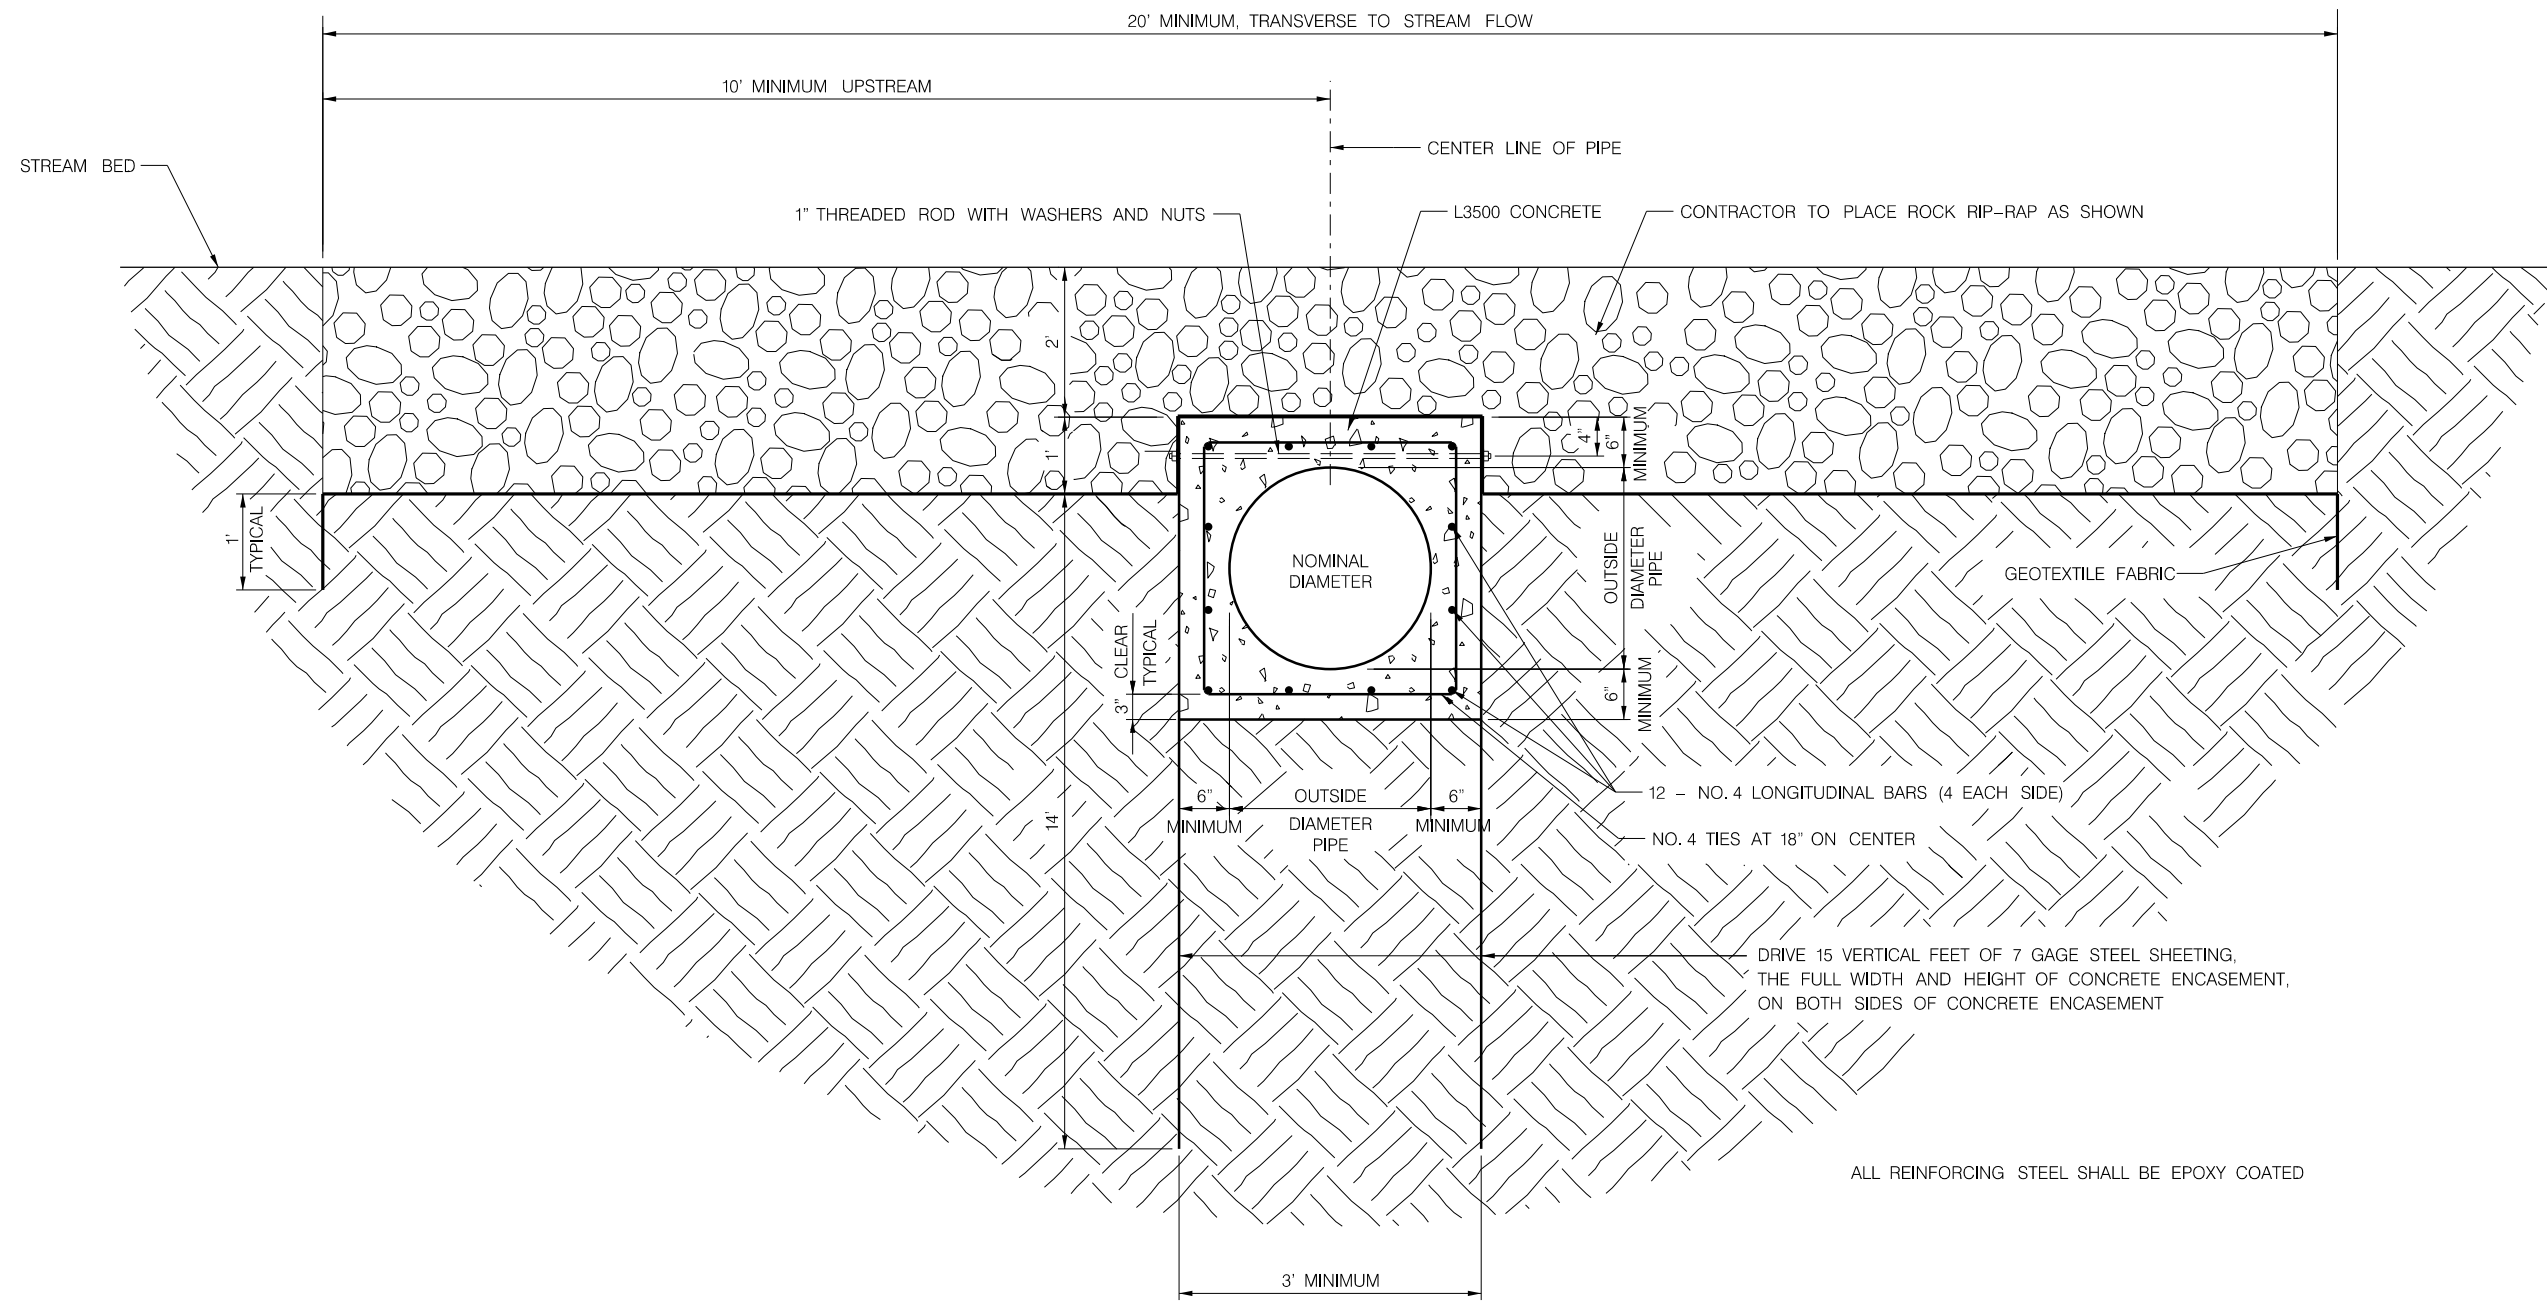 20' MINIMUM, TRANSVERSE TO STREAM FLOW
10' MINIMUM UPSTREAM
CENTER LINE OF PIPE
STREAM BED
1" THREADED ROD WITH WASHERS AND NUTS
L3500 CONCRETE
CONTRACTOR TO PLACE ROCK RIP-RAP AS SHOWN
2'
1'
4"
6"
MINIMUM
1'
TYPICAL
NOMINAL
DIAMETER
OUTSIDE
DIAMETER
PIPE
GEOTEXTILE FABRIC
3" CLEAR
TYPICAL
6"
MINIMUM
14'
6"
MINIMUM
OUTSIDE
DIAMETER
PIPE
6"
MINIMUM
12 - NO. 4 LONGITUDINAL BARS (4 EACH SIDE)
NO. 4 TIES AT 18" ON CENTER
DRIVE 15 VERTICAL FEET OF 7 GAGE STEEL SHEETING,
THE FULL WIDTH AND HEIGHT OF CONCRETE ENCASEMENT,
ON BOTH SIDES OF CONCRETE ENCASEMENT
ALL REINFORCING STEEL SHALL BE EPOXY COATED
3' MINIMUM